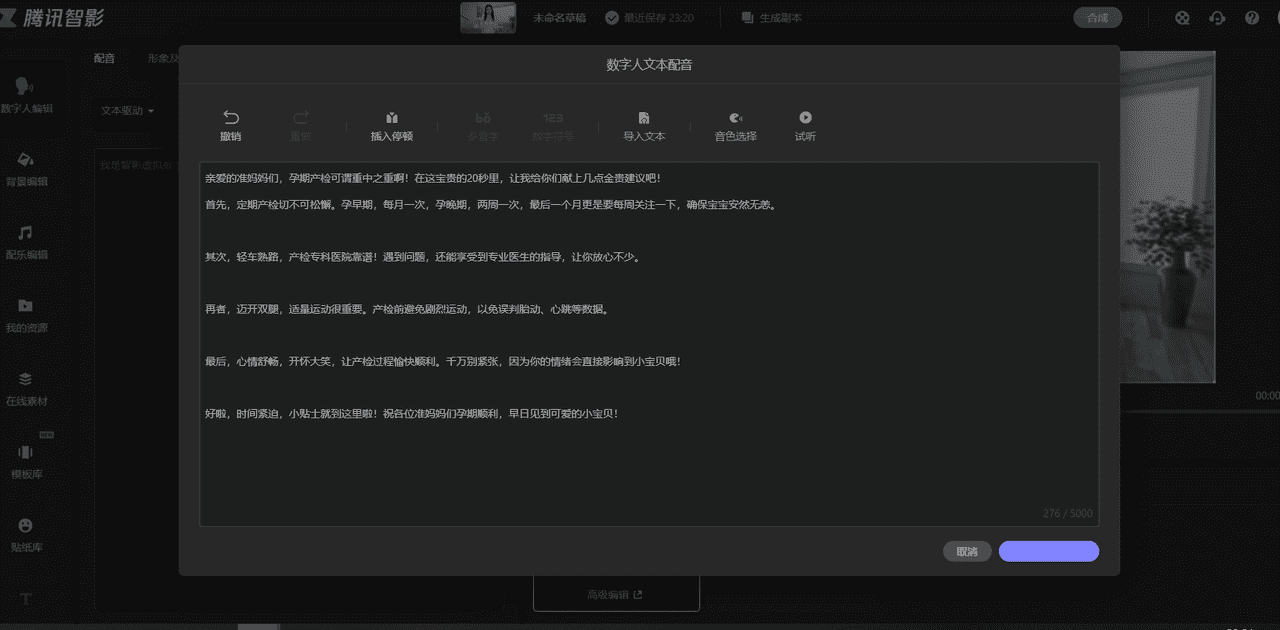 腾讯智影
未命名草稿
最近保存 23:20
生成副本
合成
配音
形象及
数字人编辑
文本驱动
背景编辑
配乐编辑
我的资源
在线素材
NEW
模板库
贴纸库
数字人文本配音
撤销
重做
插入停顿
多音字
123
数字符号
导入文本
音色选择
试听
亲爱的准妈妈们，孕期产检可谓重中之重啊！在这宝贵的20秒里，让我给你们献上几点金贵建议吧！
首先，定期产检切不可松懈。孕早期，每月一次，孕晚期，两周一次，最后一个月更是要每周关注一下，确保宝宝安然无恙。
其次，轻车熟路，产检专科医院靠谱！遇到问题，还能享受到专业医生的指导，让你放心不少。
再者，迈开双腿，适量运动很重要。产检前避免剧烈运动，以免误判胎动、心跳等数据。
最后，心情舒畅，开怀大笑，让产检过程愉快顺利。千万别紧张，因为你的情绪会直接影响到小宝贝哦！
好啦，时间紧迫，小贴士就到这里啦！祝各位准妈妈们孕期顺利，早日见到可爱的小宝贝！
276 / 5000
取消
高级编辑
00:00